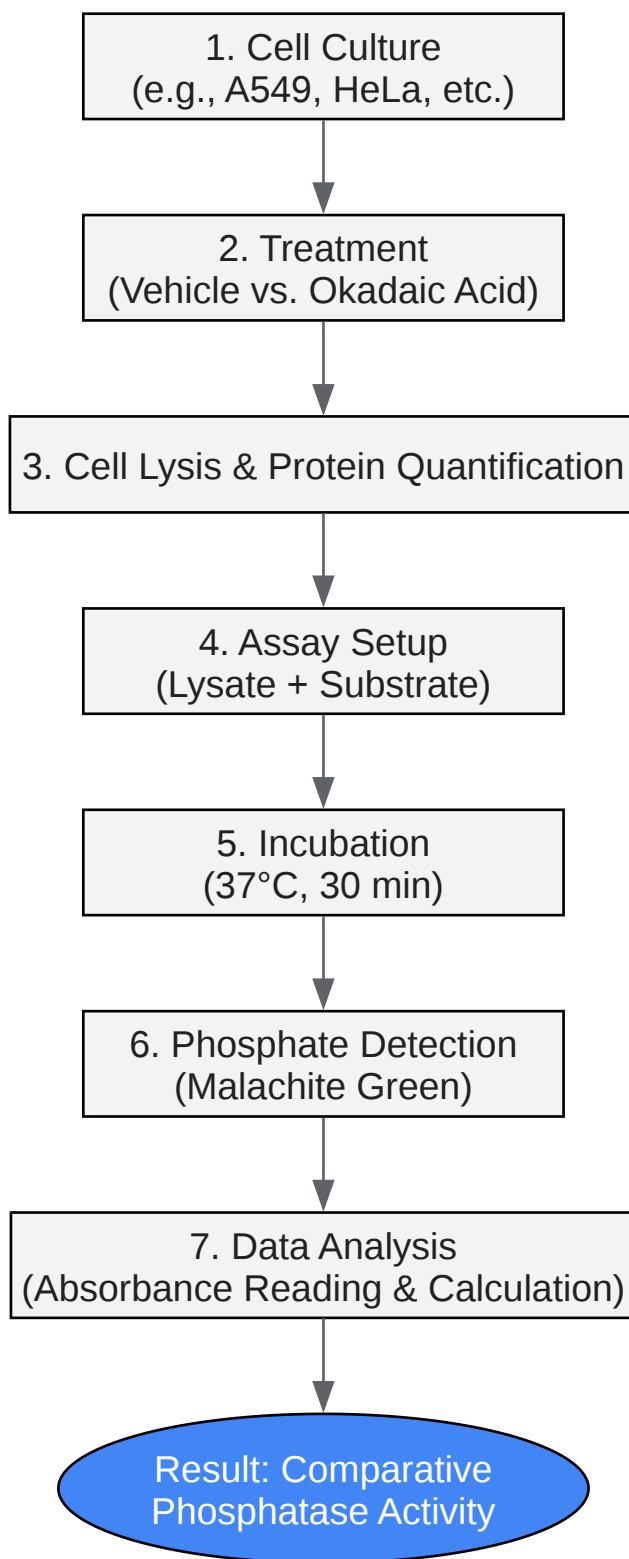 1. Cell Culture
(e.g., A549, HeLa, etc.)
2. Treatment
(Vehicle vs. Okadaic Acid)
3. Cell Lysis & Protein Quantification
4. Assay Setup
(Lysate + Substrate)
5. Incubation
(37°C, 30 min)
6. Phosphate Detection
(Malachite Green)
7. Data Analysis
(Absorbance Reading & Calculation)
Result: Comparative
Phosphatase Activity